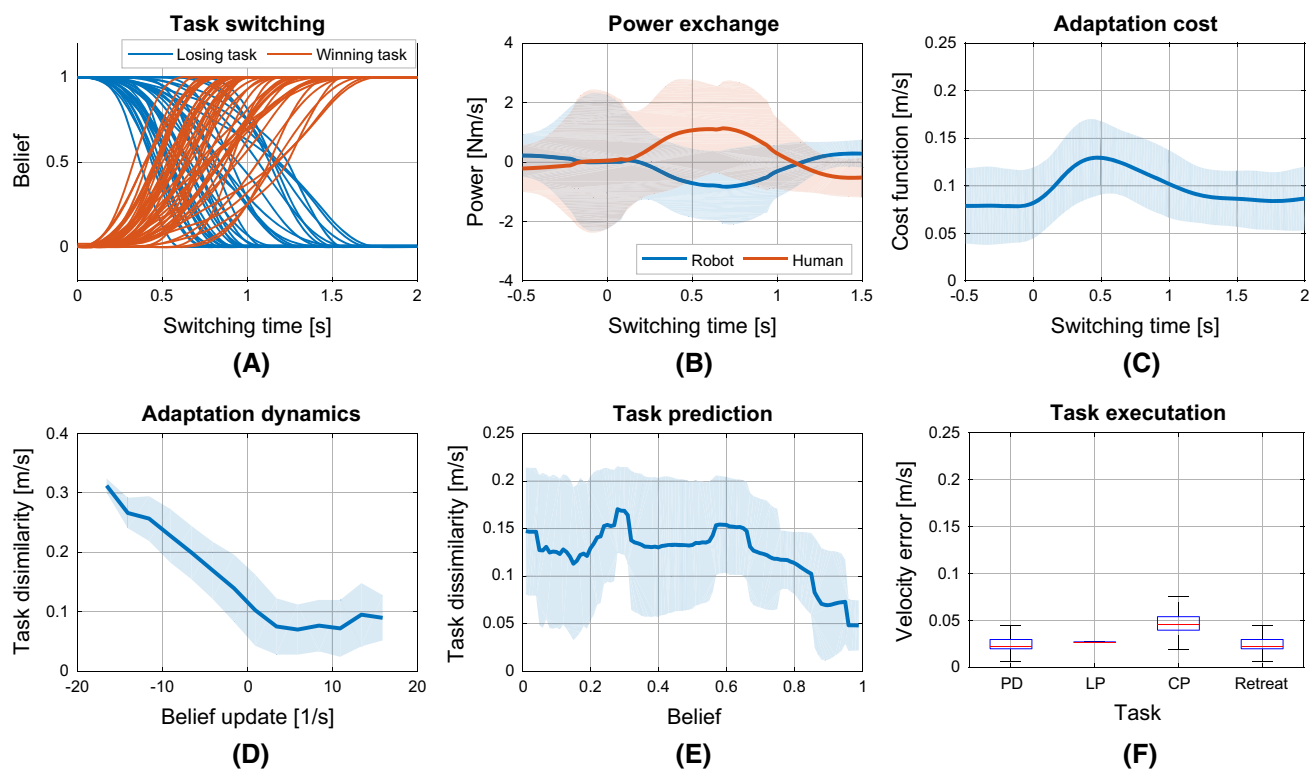 Task switching
Losing task
Winning task
1
0.5
0
Belief
0
0.5
1
1.5
2
Switching time [s]
(A)
Power exchange
4
2
0
-2
-4
Power [Nm/s]
Robot
Human
-0.5
0
0.5
1
1.5
Switching time [s]
(B)
Adaptation cost
0.25
0.2
0.15
0.1
0.05
0
Cost function [m/s]
-0.5
0
0.5
1
1.5
2
Switching time [s]
(C)
Adaptation dynamics
0.4
0.3
0.2
0.1
0
Task disimilarity [m/s]
-20
-10
0
10
20
Belief update [1/s]
(D)
Task prediction
0.25
0.2
0.15
0.1
0.05
0
Task dissimilarity [m/s]
0
0.2
0.4
0.6
0.8
1
Belief
(E)
Task executation
0.25
0.2
0.15
0.1
0.05
0
Velocity error [m/s]
PD
LP
CP
Retreat
Task
(F)